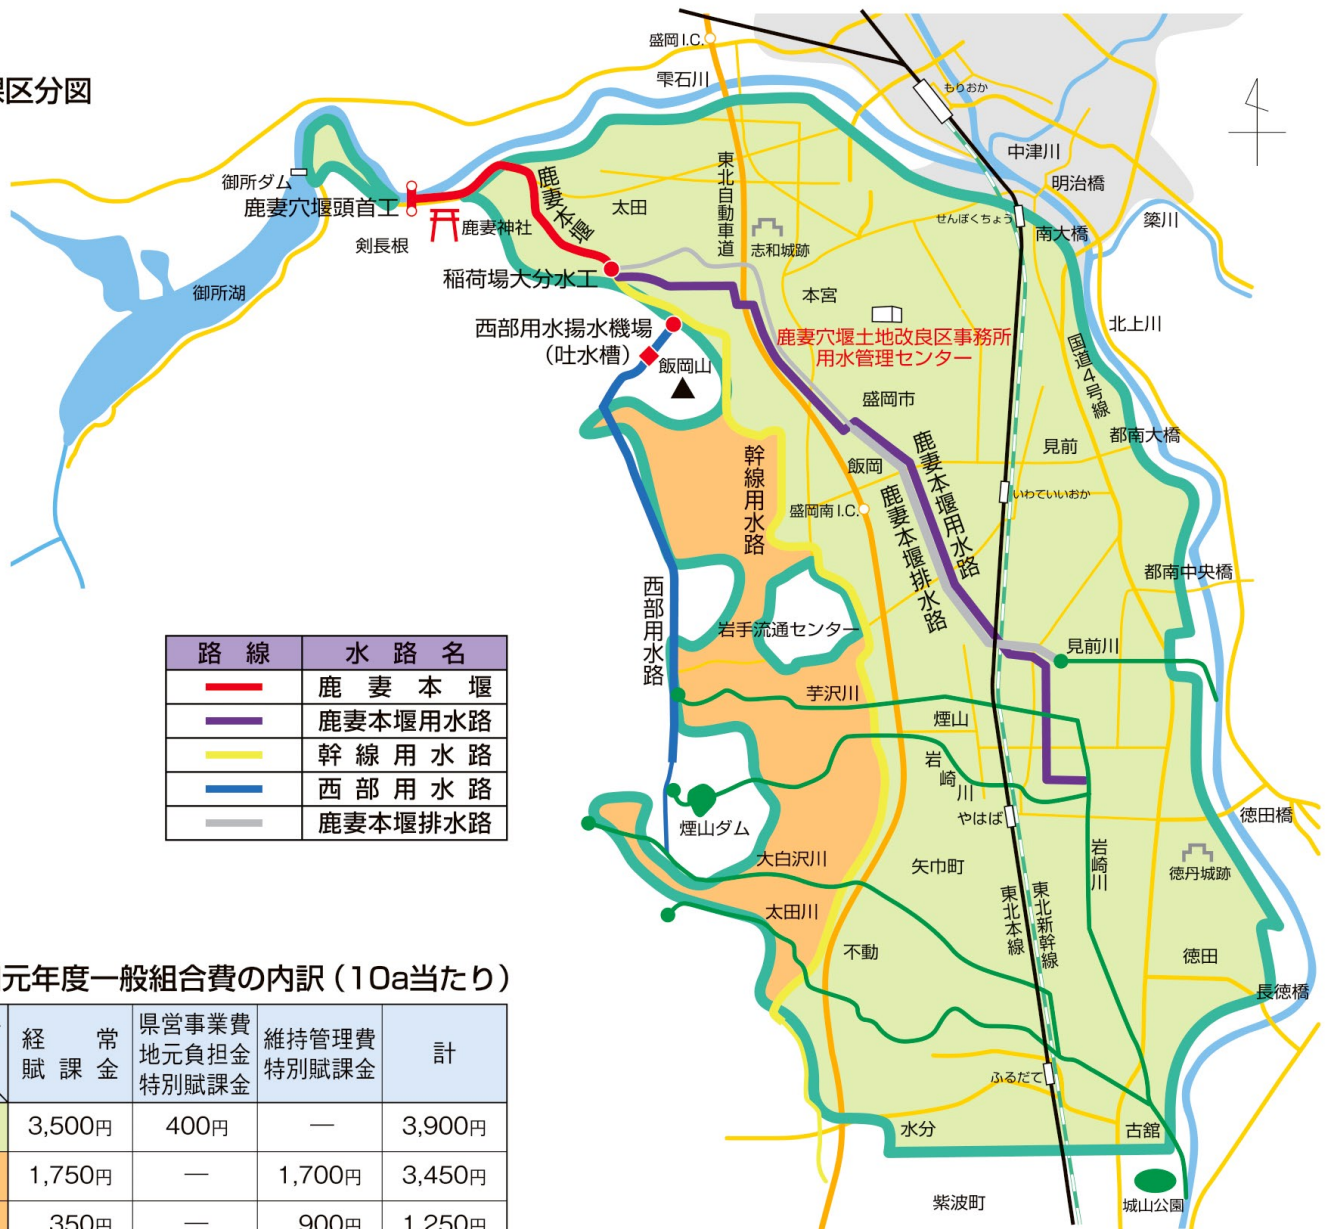 課区分図
盛岡I.C.
雫石川
もりおか
中津川
明治橋
簗川
せんぼくちょう
南大橋
御所ダム
鹿妻穴堰頭首工
剣長根
鹿妻神社
鹿妻本堰
太田
東北自動車道
志和城跡
稲荷場大分水工
御所湖
本宮
北上川
西部用水揚水機場
(吐水槽)
飯岡山
鹿妻穴堰土地改良区事務所
用水管理センター
国道4号線
盛岡市
都南大橋
見前
幹線用水路
飯岡
鹿妻本堰用水路
鹿妻本堰排水路
いわていいおか
盛岡南I.C.
都南中央橋
西部用水路
岩手流通センター
見前川
芋沢川
煙山
岩崎川
やはば
徳田橋
煙山ダム
大白沢川
矢巾町
岩崎川
徳丹城跡
太田川
東北本線
東北新幹線
不動
徳田
長徳橋
ふるだて
水分
古舘
紫波町
城山公園
路線 水路名
鹿妻本堰
鹿妻本堰用水路
幹線用水路
西部用水路
鹿妻本堰排水路
元年度一般組合費の内訳(10a当たり)
経常賦課金 県営事業費地元負担金特別賦課金 維持管理費特別賦課金 計
3,500円 400円 — 3,900円
1,750円 — 1,700円 3,450円
350円 — 900円 1,250円